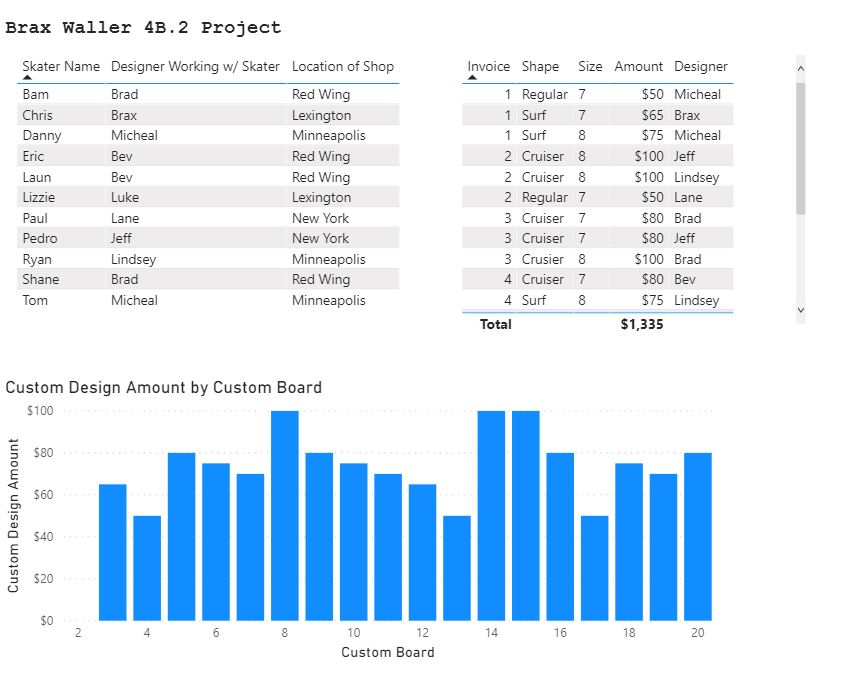 Brax Waller 4B.2 Project
Skater Name Designer Working w/ Skater Location of Shop
Bam Brad Red Wing
Chris Brax Lexington
Danny Micheal Minneapolis
Eric Bev Red Wing
Laun Bev Red Wing
Lizzie Luke Lexington
Paul Lane New York
Pedro Jeff New York
Ryan Lindsey Minneapolis
Shane Brad Red Wing
Tom Micheal Minneapolis
Invoice Shape Size Amount Designer
1 Regular 7 $50 Micheal
1 Surf 7 $65 Brax
1 Surf 8 $75 Micheal
2 Cruiser 8 $100 Jeff
2 Cruiser 8 $100 Lindsey
2 Regular 7 $50 Lane
3 Cruiser 7 $80 Brad
3 Cruiser 7 $80 Jeff
3 Crusier 8 $100 Brad
4 Cruiser 7 $80 Bev
4 Surf 8 $75 Lindsey
Total $1,335
Custom Design Amount by Custom Board
Custom Design Amount
$100
$80
$60
$40
$20
$0
2 4 6 8 10 12 14 16 18 20
Custom Board